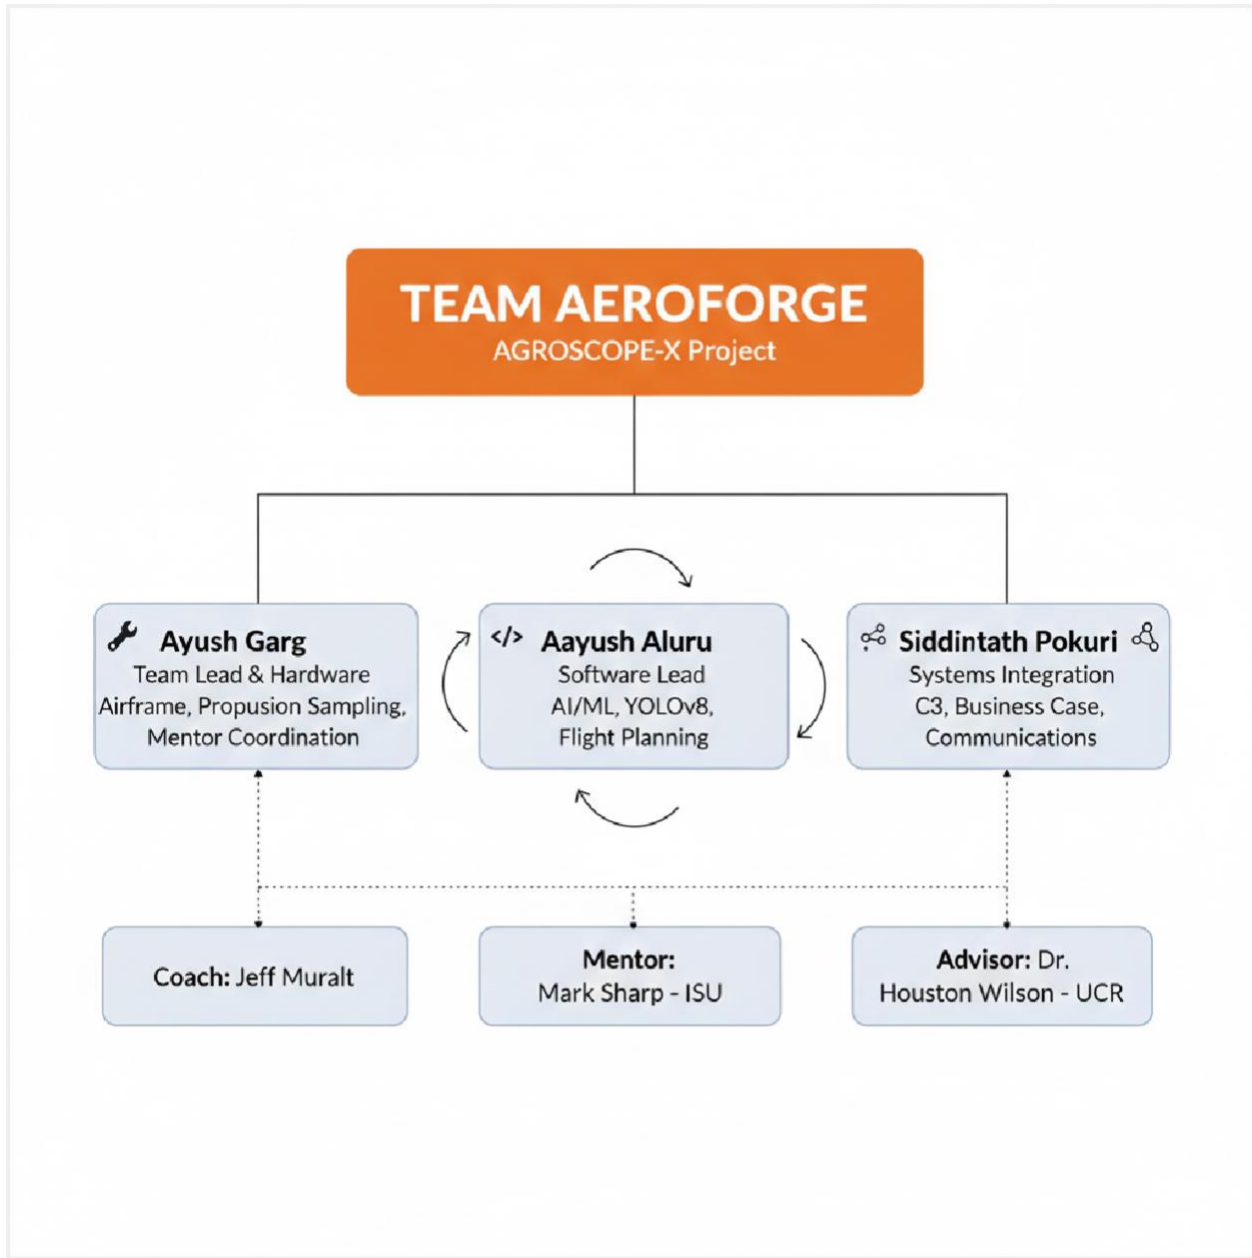 TEAM AEROFORGE
AGROSCOPE-X Project
Ayush Garg
Team Lead & Hardware
Airframe, Propusion Sampling,
Mentor Coordination
</> Aayush Aluru
Software Lead
AI/ML, YOLOv8,
Flight Planning
Siddintath Pokuri
Systems Integration
C3, Business Case,
Communications
Coach: Jeff Muralt
Mentor:
Mark Sharp - ISU
Advisor: Dr.
Houston Wilson - UCR